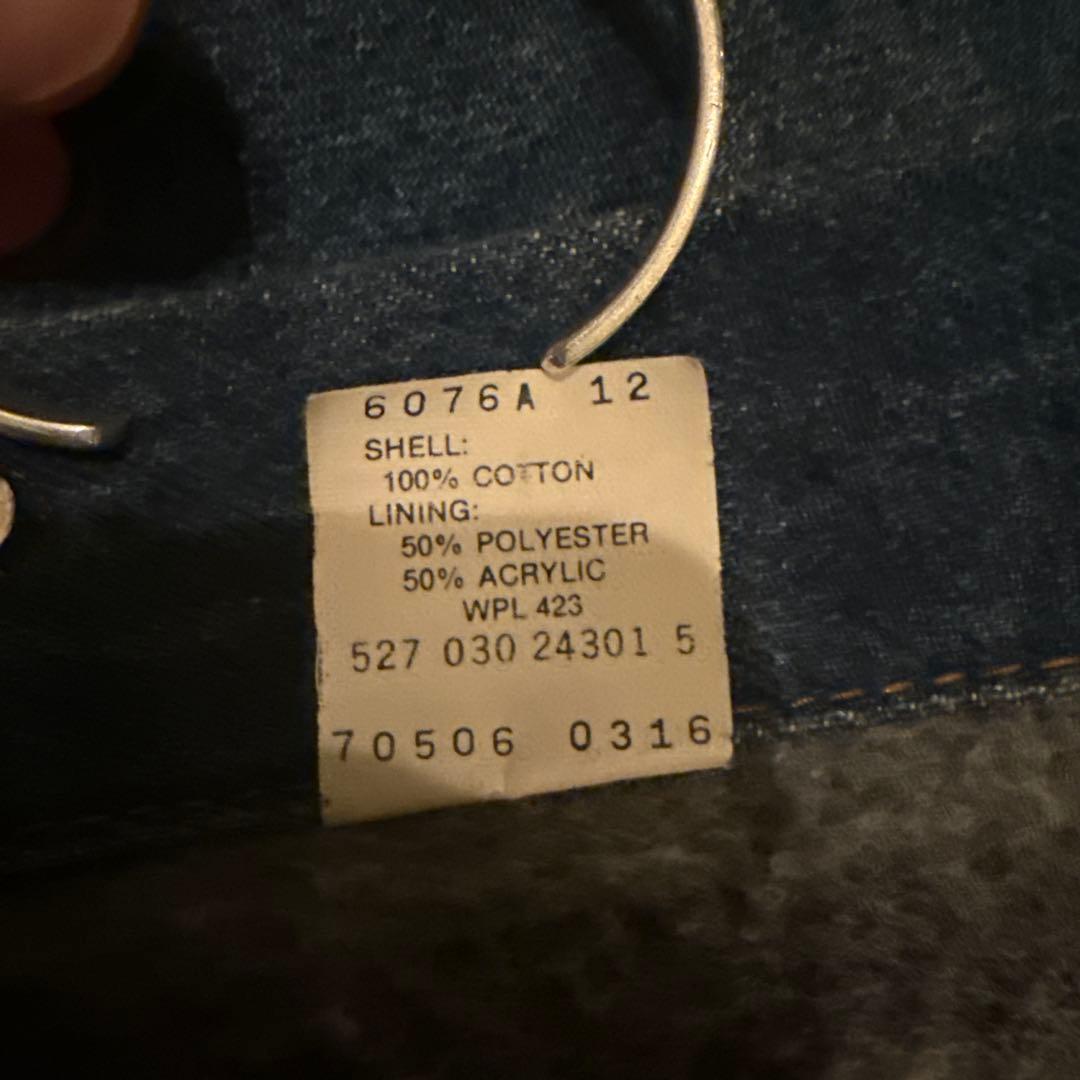 6076A 12
SHELL:
100% COTTON
LINING:
50% POLYESTER
50% ACRYLIC
WPL 423
527 030 24301 5
70506 0316